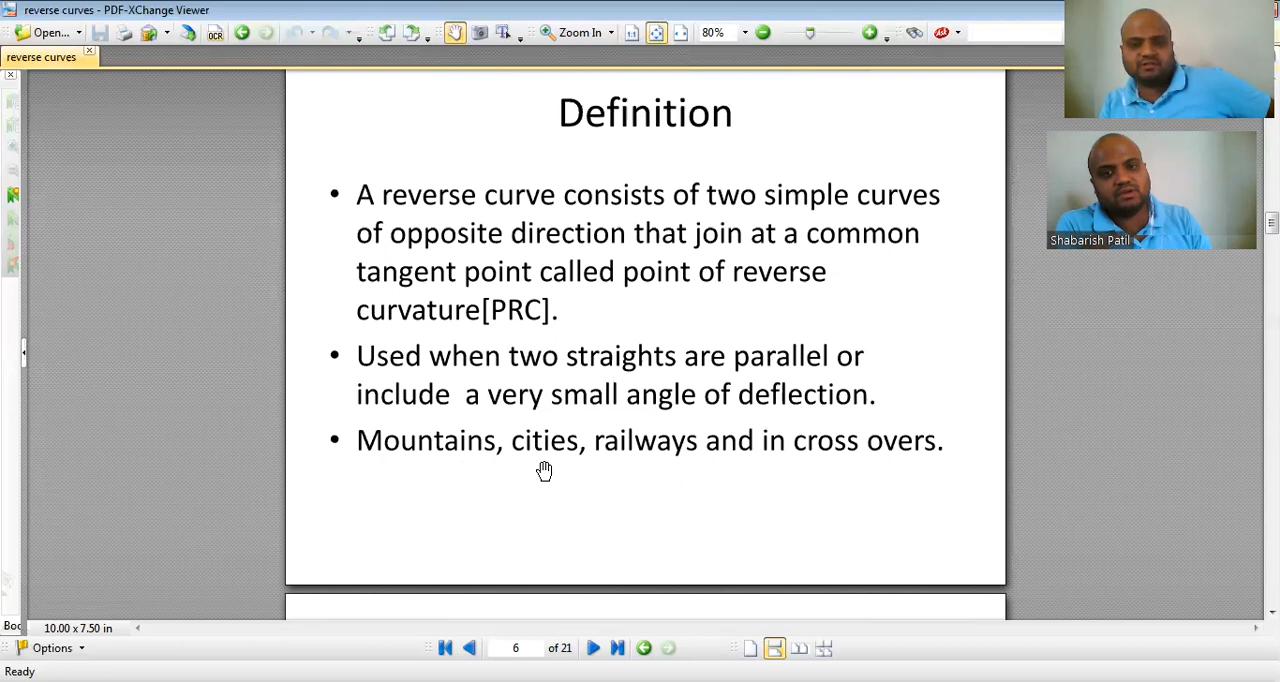 reverse curves - PDF-XChange Viewer
Open...
OCR
Zoom In
80%
Ask
reverse curves
Definition
• A reverse curve consists of two simple curves
of opposite direction that join at a common
tangent point called point of reverse
curvature[PRC].
• Used when two straights are parallel or
include a very small angle of deflection.
• Mountains, cities, railways and in cross overs.
Shabarish Patil
Boo
10.00 x 7.50 in
Options
6
of 21
Ready